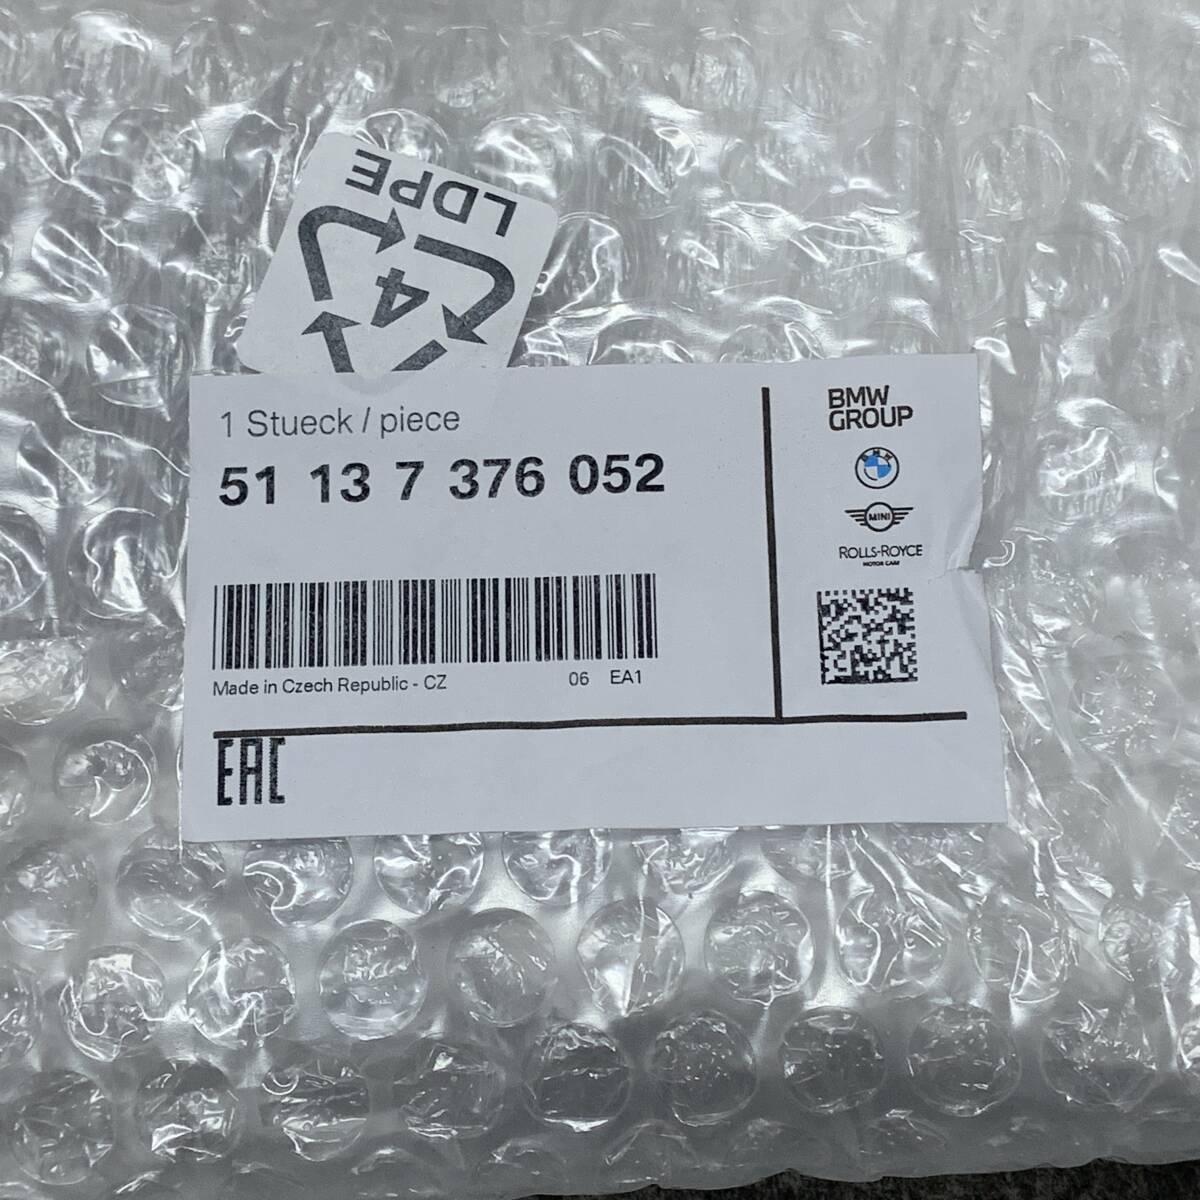 LDPE
4
1 Stueck / piece
51 13 7 376 052
Made in Czech Republic - CZ
06 EA1
EAC
BMW
GROUP
BMW
MINI
ROLLS-ROYCE
MOTOR CARS